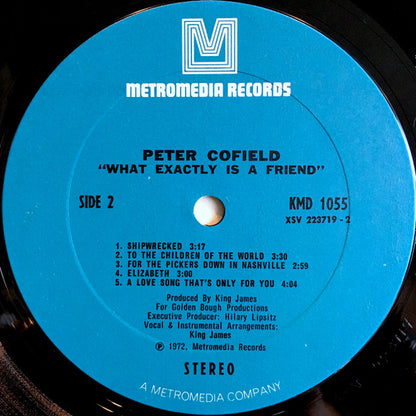 METROMEDIA RECORDS
PETER COFIELD
"WHAT EXACTLY IS A FRIEND"
SIDE 2
KMD 1055
XSV 223719 - 2
1. SHIPWRECKED 3:17
2. TO THE CHILDREN OF THE WORLD 3:30
3. FOR THE PICKERS DOWN IN NASHVILLE 2:59
4. ELIZABETH 3:00
5. A LOVE SONG THAT'S ONLY FOR YOU 4:04
Produced By King James
For Golden Bough Productions
Executive Producer: Hilary Lipsitz
Vocal & Instrumental Arrangements:
King James
℗ 1972, Metromedia Records
STEREO
A METROMEDIA COMPANY